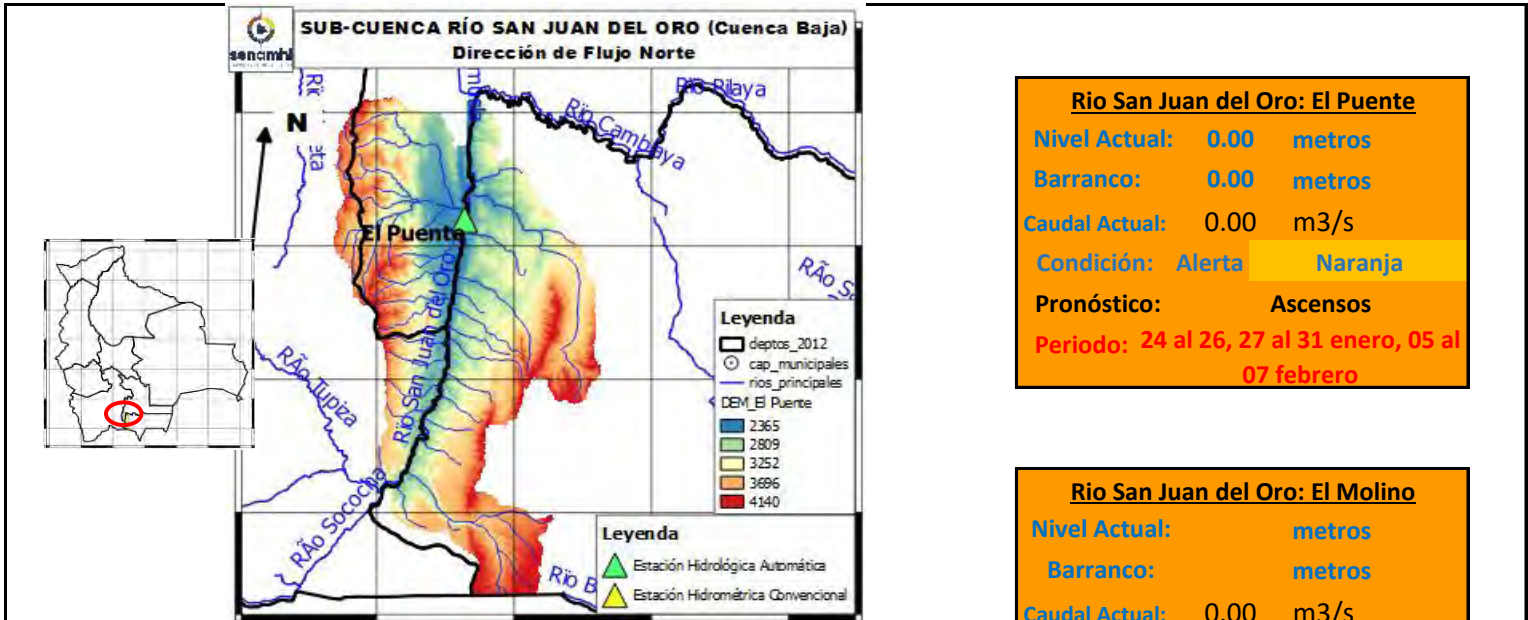 senamhi
SUB-CUENCA RÍO SAN JUAN DEL ORO (Cuenca Baja)
Dirección de Flujo Norte
N
Río Pilaya
Rio Cambaya
El Puente
Río San Juan del Oro
RÃo Tupiza
RÃo Sococha
RÃo S
Rio B
Leyenda
deptos_2012
cap_municipales
rios_principales
DEM_El Puente
2365
2809
3252
3696
4140
Leyenda
Estación Hidrológica Automática
Estación Hidrométrica Convencional
Rio San Juan del Oro: El Puente
Nivel Actual: 0.00 metros
Barranco: 0.00 metros
Caudal Actual: 0.00 m3/s
Condición: Alerta Naranja
Pronóstico: Ascensos
Periodo: 24 al 26, 27 al 31 enero, 05 al
07 febrero
Rio San Juan del Oro: El Molino
Nivel Actual: metros
Barranco: metros
Caudal Actual: 0.00 m3/s